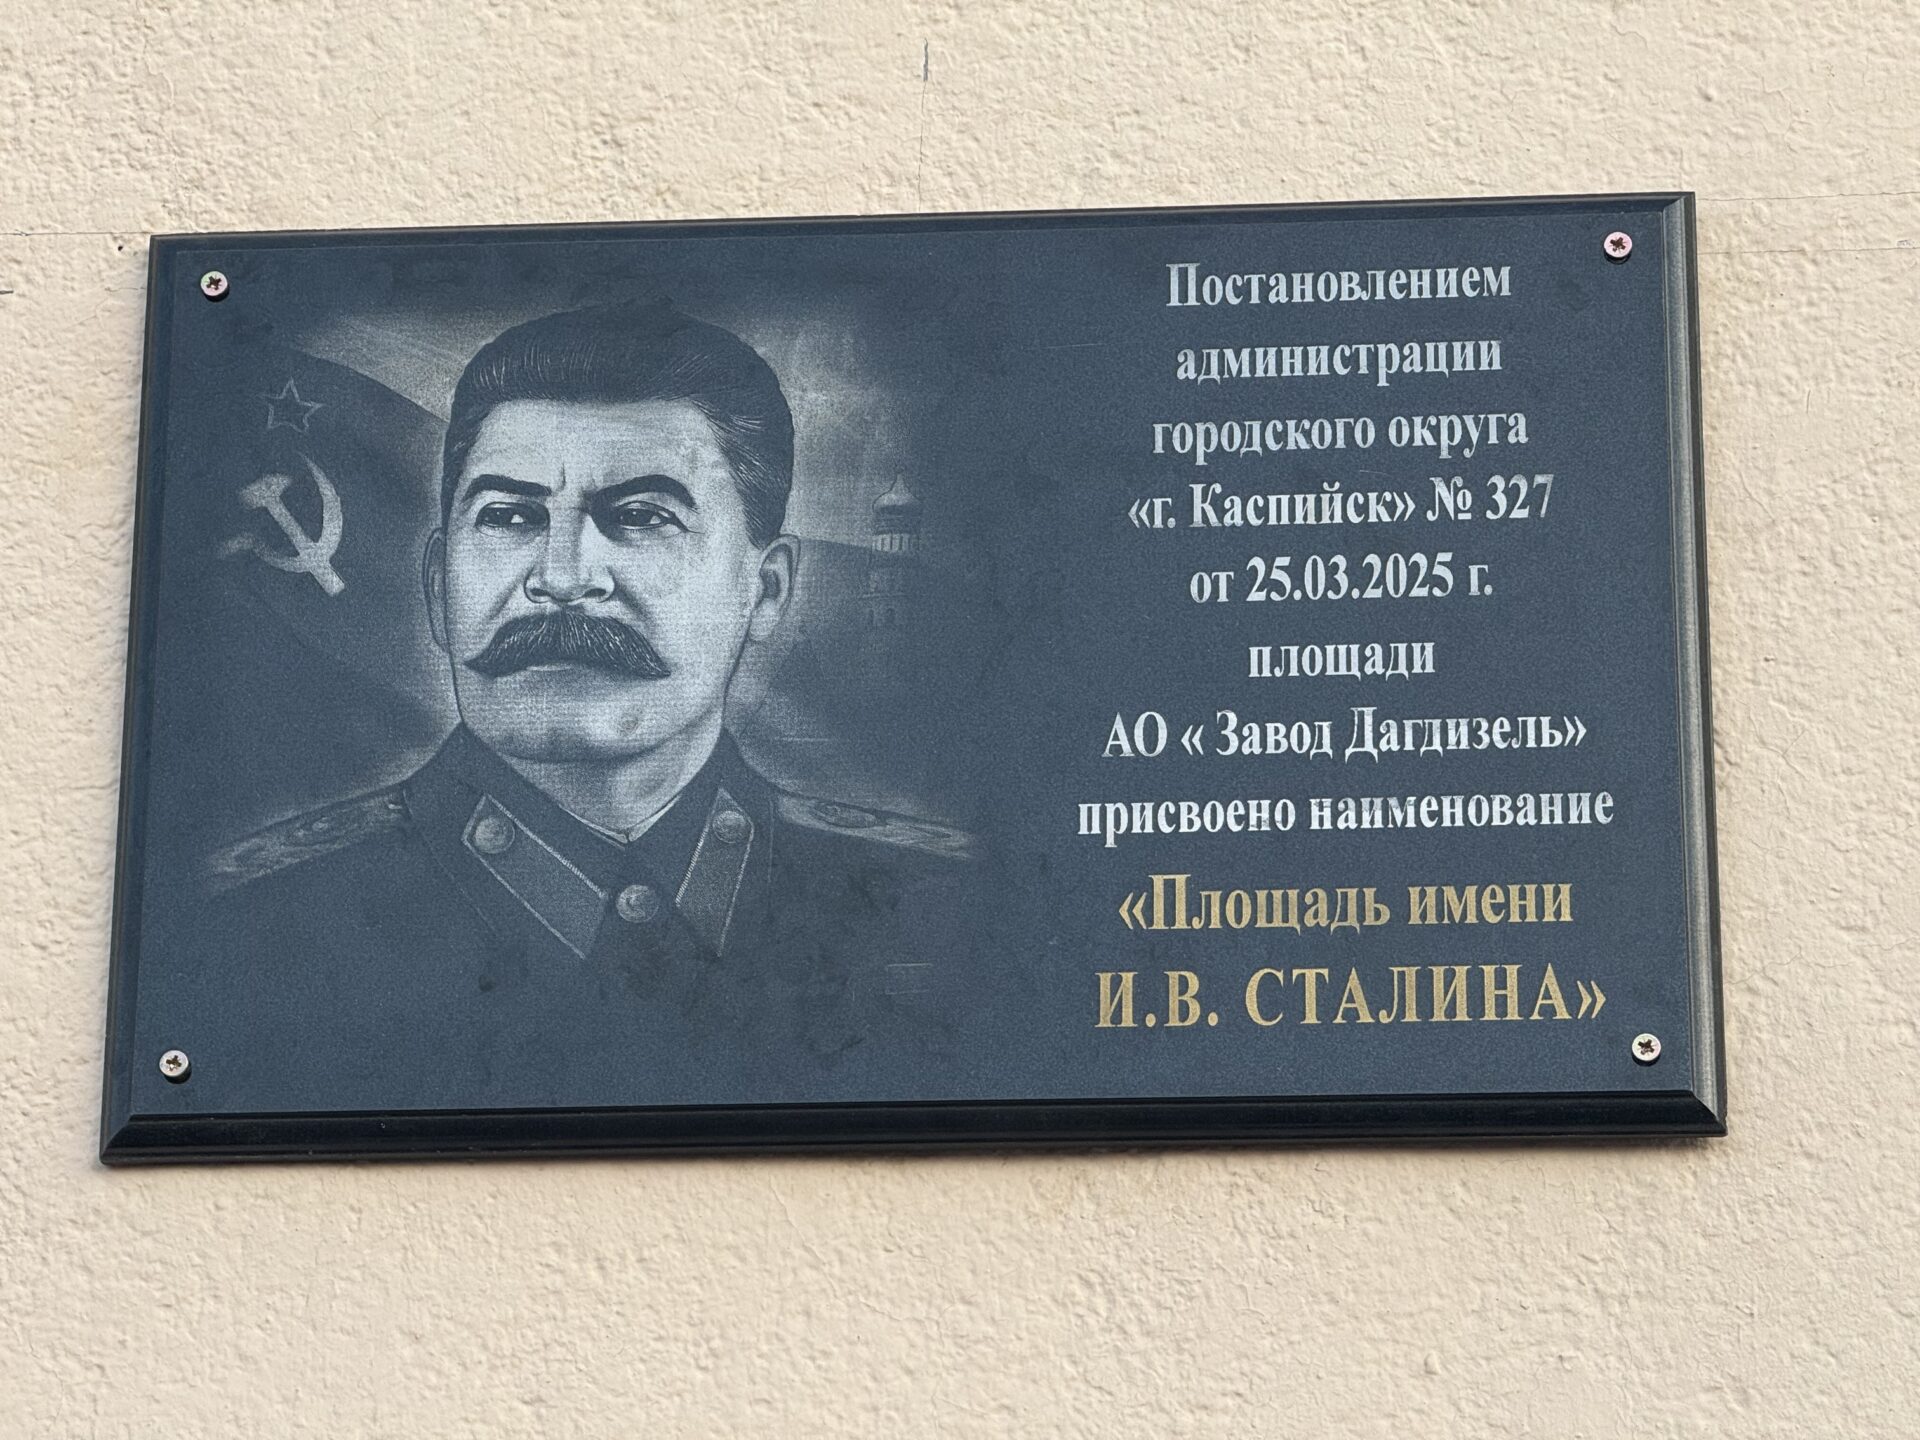 Постановлением
администрации
городского округа
«г. Каспийск» № 327
от 25.03.2025 г.
площади
АО « Завод Дагдизель»
присвоено наименование
«Площадь имени
И.В. СТАЛИНА»